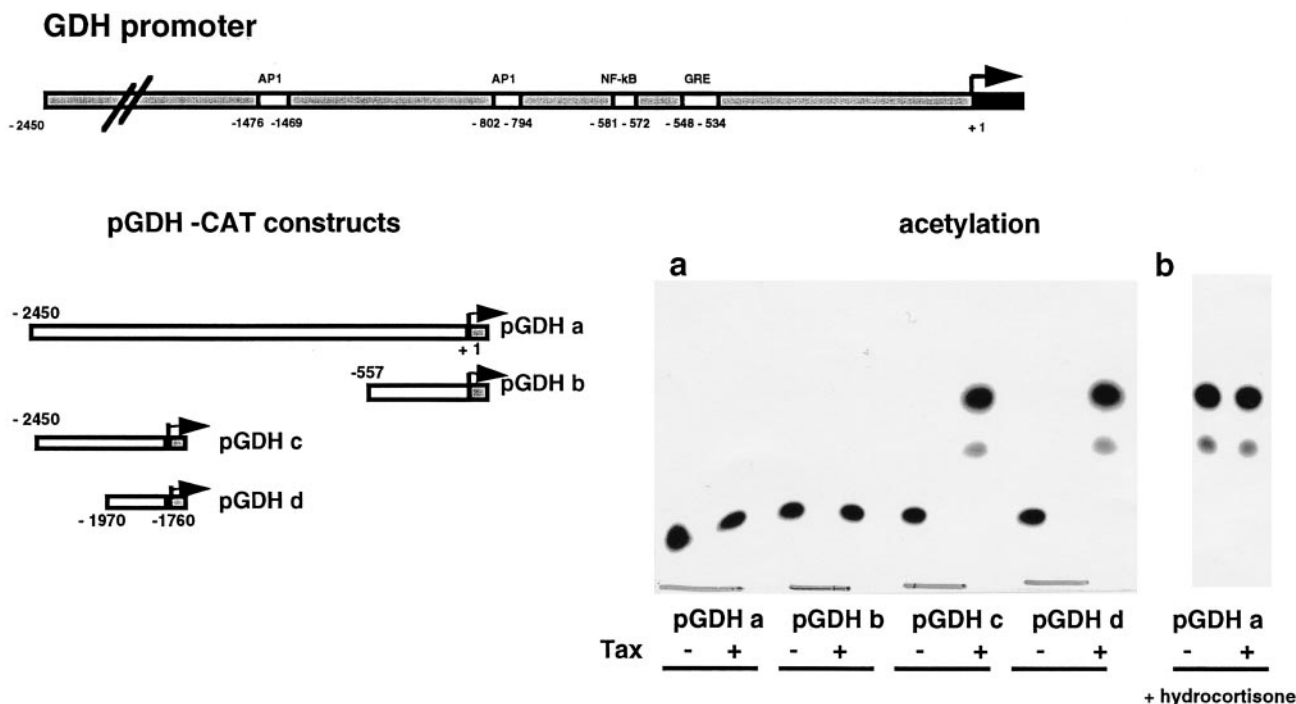 GDH promoter
AP1 AP1 NF-kB GRE
- 2450 -1476 -1469 - 802 - 794 - 581 - 572 -548 - 534 + 1
pGDH -CAT constructs
acetylation
a b
- 2450
pGDH a
+ 1
-557
pGDH b
- 2450
pGDH c
pGDH d
- 1970 -1760
pGDH a pGDH b pGDH c pGDH d pGDH a
Tax - + - + - + - + - +
+ hydrocortisone